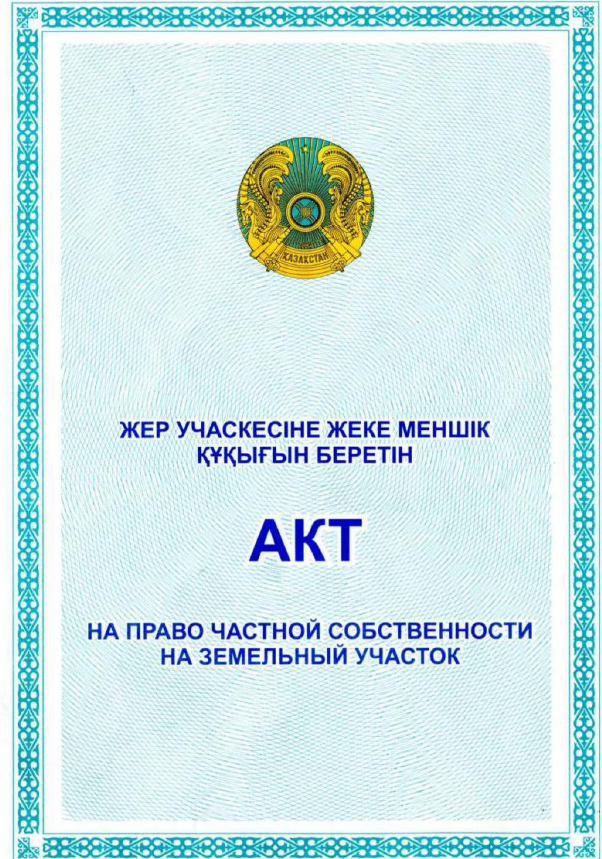 ҚАЗАҚСТАН
ЖЕР УЧАСКЕСІНЕ ЖЕКЕ МЕНШІК
ҚҰҚЫҒЫН БЕРЕТІН
АКТ
НА ПРАВО ЧАСТНОЙ СОБСТВЕННОСТИ
НА ЗЕМЕЛЬНЫЙ УЧАСТОК